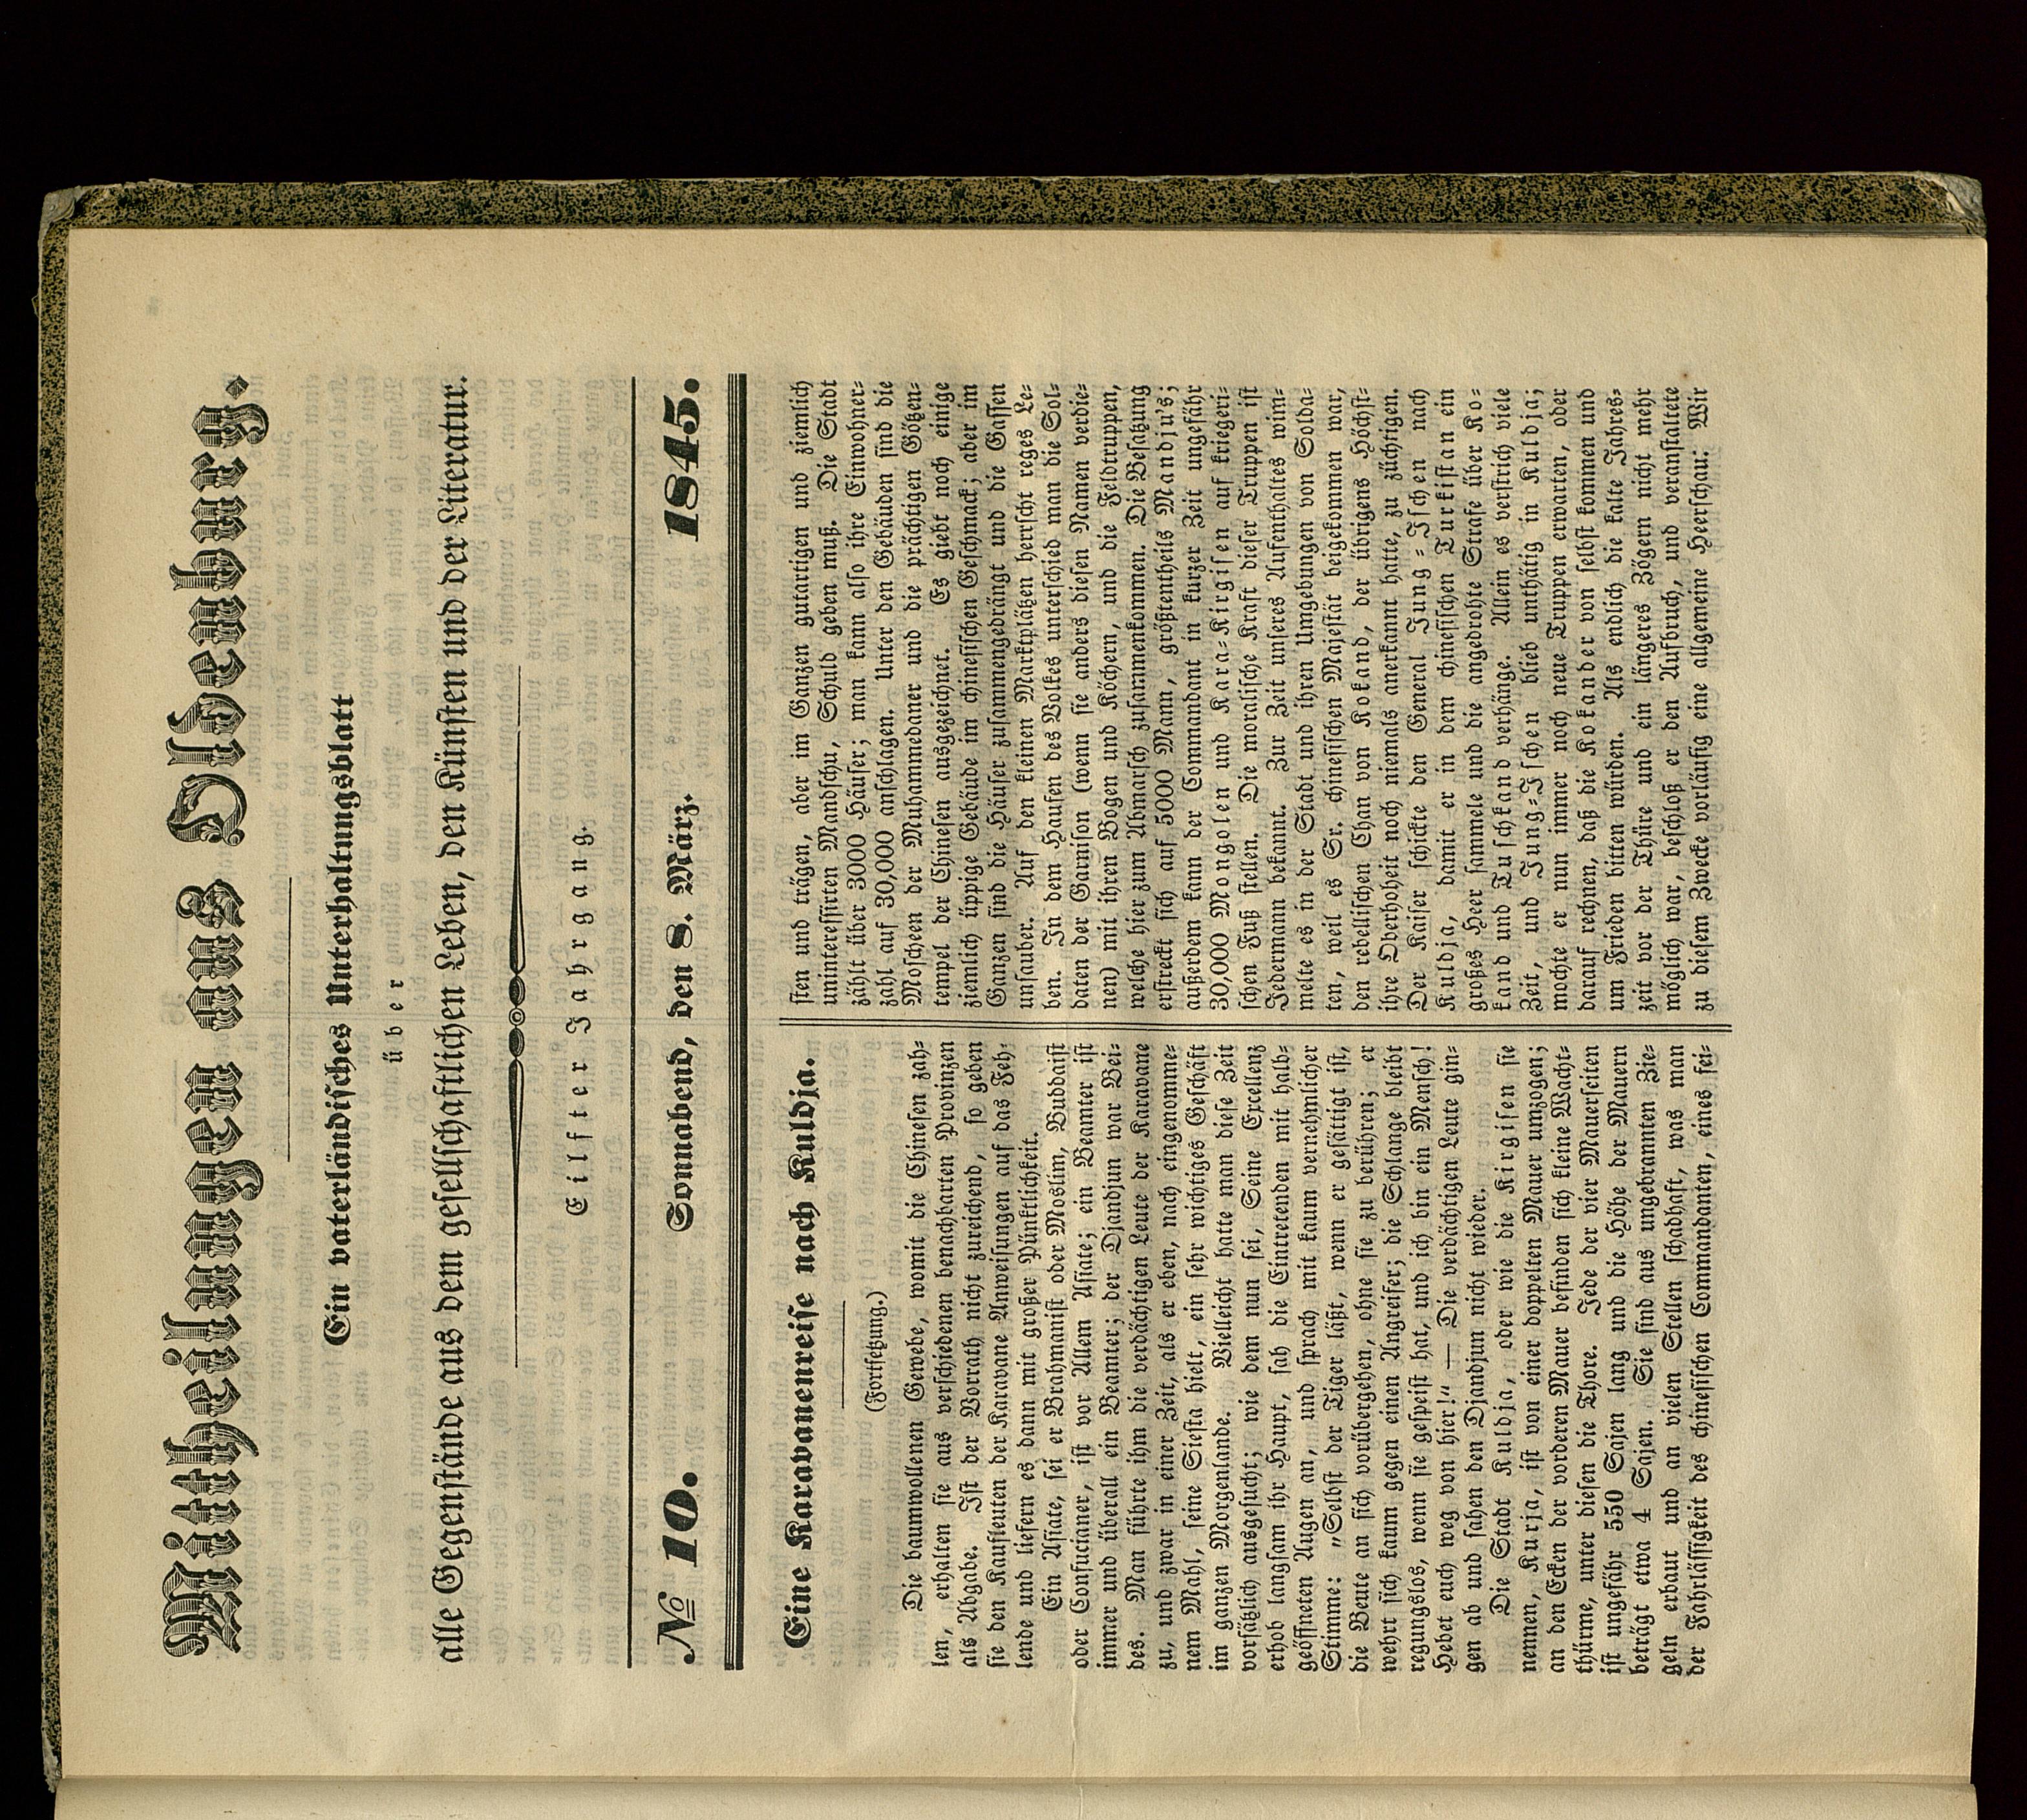 Mittheilungen aus Oldenburg.
Ein vaterländisches Unterhaltungsblatt
über
alle Gegenstände aus dem gesellschaftlichen Leben, den Künsten und der Literatur.
Eilfter Jahrgang.
№ 10. Sonnabend, den 8. März. 1845.
Eine Karavanenreise nach Kuldja.
(Fortsetzung.)
Die baumwollenen Gewebe, womit die Chinesen zah=
len, erhalten sie aus verschiedenen benachbarten Provinzen
als Abgabe. Ist der Vorrath nicht zureichend, so geben
sie den Kaufleuten der Karavane Anweisungen auf das Feh=
lende und liefern es dann mit großer Pünktlichkeit.
Ein Asiate, sei er Brahmanist oder Moslim, Buddaist
oder Confucianer, ist vor Allem Asiate; ein Beamter ist
immer und überall ein Beamter; der Djandjun war Bei=
des. Man führte ihm die verdächtigen Leute der Karavane
zu, und zwar in einer Zeit, als er eben, nach eingenomme=
nem Mahl, seine Siesta hielt, ein sehr wichtiges Geschäft
im ganzen Morgenlande. Vielleicht hatte man diese Zeit
vorsätzlich ausgesucht; wie dem nun sei, Seine Excellenz
erhob langsam ihr Haupt, sah die Eintretenden mit halb=
geöffneten Augen an, und sprach mit kaum vernehmlicher
Stimme: „Selbst der Tiger läßt, wenn er gesättigt ist,
die Beute an sich vorübergehen, ohne sie zu berühren; er
wehrt sich kaum gegen einen Angreifer; die Schlange bleibt
regungslos, wenn sie gespeist hat, und ich bin ein Mensch!
Hebet euch weg von hier!" — Die verdächtigen Leute gin=
gen ab und sahen den Djandjun nicht wieder.
Die Stadt Kuldja, oder wie die Kirgisen sie
nennen, Kurja, ist von einer doppelten Mauer umzogen;
an den Ecken der vorderen Mauer befinden sich kleine Wacht=
thürme, unter diesen die Thore. Jede der vier Mauerseiten
ist ungefähr 550 Sajen lang und die Höhe der Mauern
beträgt etwa 4 Sajen. Sie sind aus ungebrannten Zie=
geln erbaut und an vielen Stellen schadhaft, was man
der Fahrlässigkeit des chinesischen Commandanten, eines fei=
sten und trägen, aber im Ganzen gutartigen und ziemlich
uninteressirten Mandschu, Schuld geben muß. Die Stadt
zählt über 3000 Häuser; man kann also ihre Einwohner=
zahl auf 30,000 anschlagen. Unter den Gebäuden sind die
Moscheen der Muhammedaner und die prächtigen Götzen=
tempel der Chinesen ausgezeichnet. Es giebt noch einige
ziemlich üppige Gebäude im chinesischen Geschmack; aber im
Ganzen sind die Häuser zusammengedrängt und die Gassen
unsauber. Auf den kleinen Marktplätzen herrscht reges Le=
ben. In dem Haufen des Volkes unterschied man die Sol=
daten der Garnison (wenn sie anders diesen Namen verdie=
nen) mit ihren Bogen und Köchern, und die Feldtruppen,
welche hier zum Abmarsch zusammenkommen. Die Besatzung
erstreckt sich auf 5000 Mann, größtentheils Mandju's;
außerdem kann der Commandant in kurzer Zeit ungefähr
30,000 Mongolen und Kara=Kirgisen auf kriegeri=
schen Fuß stellen. Die moralische Kraft dieser Truppen ist
Jedermann bekannt. Zur Zeit unseres Aufenthaltes wim=
melte es in der Stadt und ihren Umgebungen von Solda=
ten, weil es Sr. chinesischen Majestät beigekommen war,
den rebellischen Chan von Kokand, der übrigens Höchst=
ihre Oberhoheit noch niemals anerkannt hatte, zu züchtigen.
Der Kaiser schickte den General Jung=Ischen nach
Kuldja, damit er in dem chinesischen Turkistan ein
großes Heer sammele und die angedrohte Strafe über Ko=
kand und Tuschkand verhänge. Allein es verstrich viele
Zeit, und Jung=Ischen blieb unthätig in Kuldja;
mochte er nun immer noch neue Truppen erwarten, oder
darauf rechnen, daß die Kokander von selbst kommen und
um Frieden bitten würden. Als endlich die kalte Jahres=
zeit vor der Thüre und ein längeres Zögern nicht mehr
möglich war, beschloß er den Aufbruch, und veranstaltete
zu diesem Zwecke vorläufig eine allgemeine Heerschau: Wir